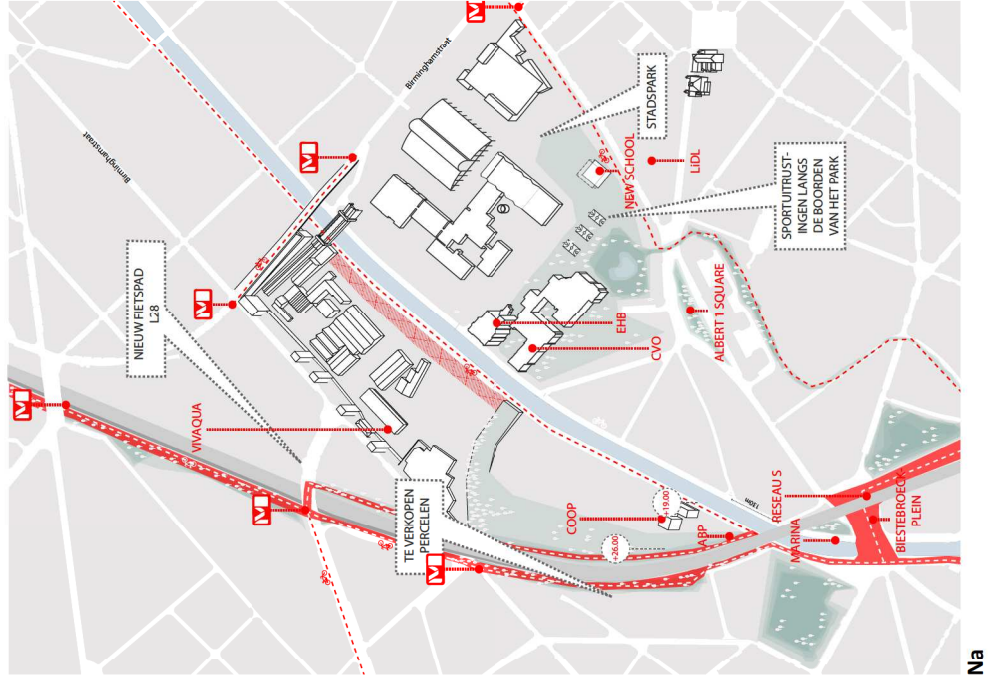 M
Birminghamstraat
Birminghamstraat
M
M
M
M
M
NIEUW FIETSPAD
L28
STADSPARK
NEW SCHOOL
LiDL
SPORTUITRUST-
INGEN LANGS
DE BOORDEN
VAN HET PARK
VIVAQUA
EHB
CVO
ALBERT 1 SQUARE
TE VERKOPEN
PERCELEN
COOP
+19.00
+26.00
130m
ABP
MARINA
RESEAU S
BIESTEBROECK-
PLEIN
Na